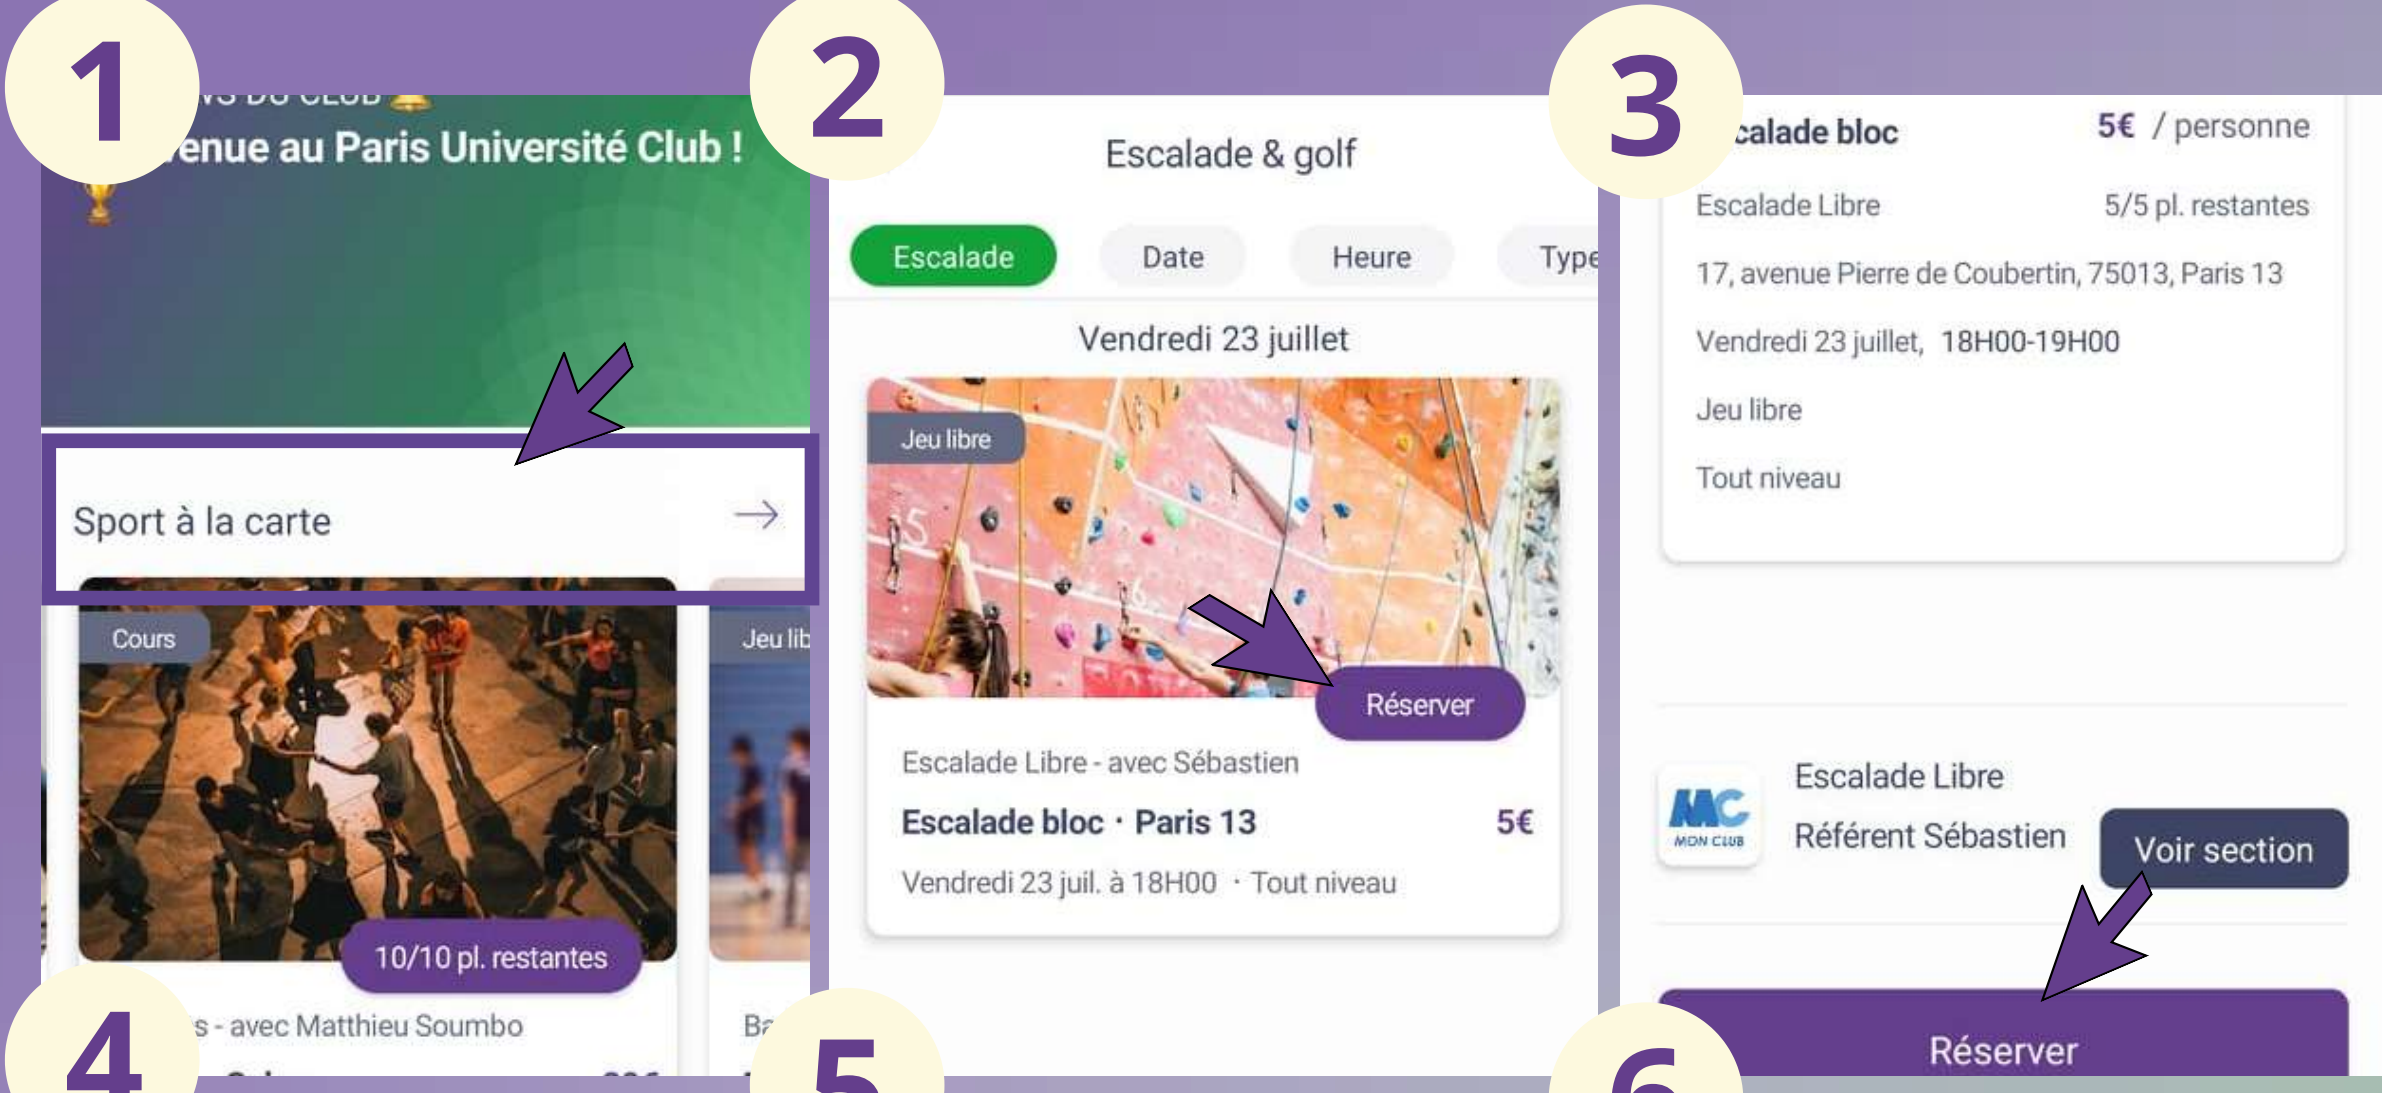 1
DU CLUB
enue au Paris Université Club !
Sport à la carte
Cours
Jeu lib
10/10 pl. restantes
s - avec Matthieu Soumbo
Ba
2
Escalade & golf
Escalade
Date
Heure
Type
Vendredi 23 juillet
Jeu libre
Réserver
Escalade Libre - avec Sébastien
Escalade bloc · Paris 13
5€
Vendredi 23 juil. à 18H00 · Tout niveau
3
calade bloc
5€ / personne
Escalade Libre
5/5 pl. restantes
17, avenue Pierre de Coubertin, 75013, Paris 13
Vendredi 23 juillet, 18H00-19H00
Jeu libre
Tout niveau
MC
MON CLUB
Escalade Libre
Référent Sébastien
Voir section
Réserver
4
5
6